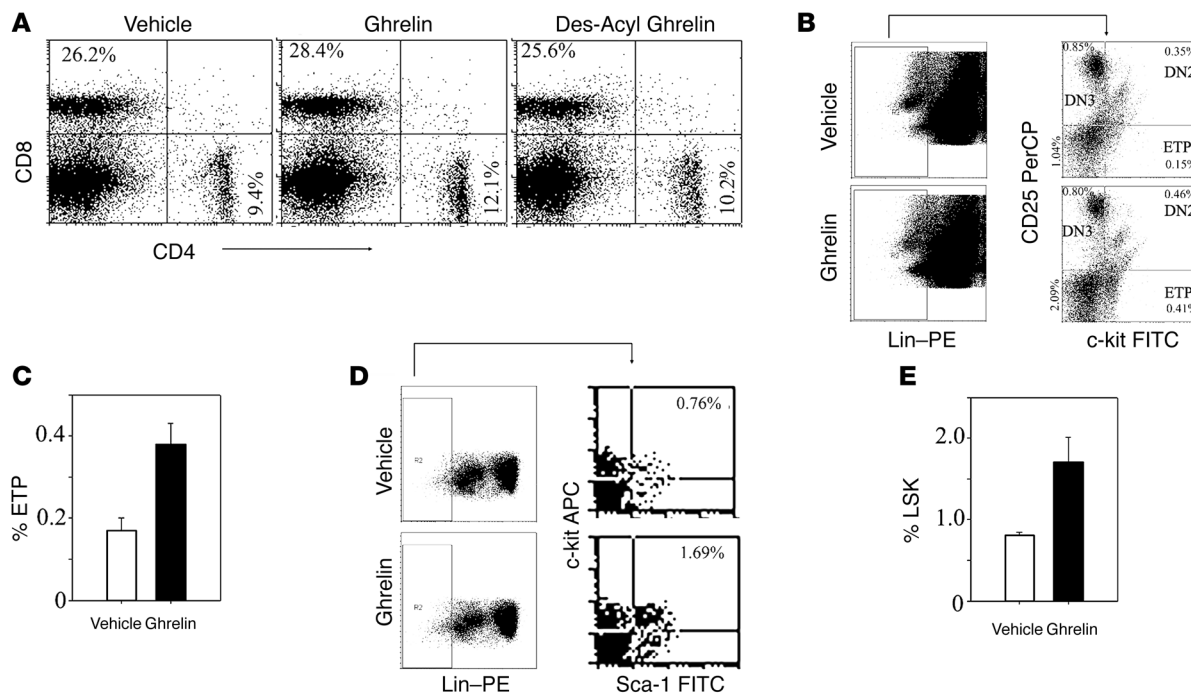 A
Vehicle
Ghrelin
Des-Acyl Ghrelin
26.2%
28.4%
25.6%
9.4%
12.1%
10.2%
CD8
CD4
B
Vehicle
Ghrelin
Lin–PE
CD25 PerCP
0.85%
0.35%
DN2
DN3
1.04%
ETP
0.15%
0.80%
0.46%
DN2
DN3
2.09%
ETP
0.41%
c-kit FITC
C
% ETP
0.4
0.2
0
Vehicle Ghrelin
D
Vehicle
Ghrelin
R2
R2
Lin–PE
c-kit APC
0.76%
1.69%
Sca-1 FITC
E
% LSK
2.0
1.0
0
Vehicle Ghrelin